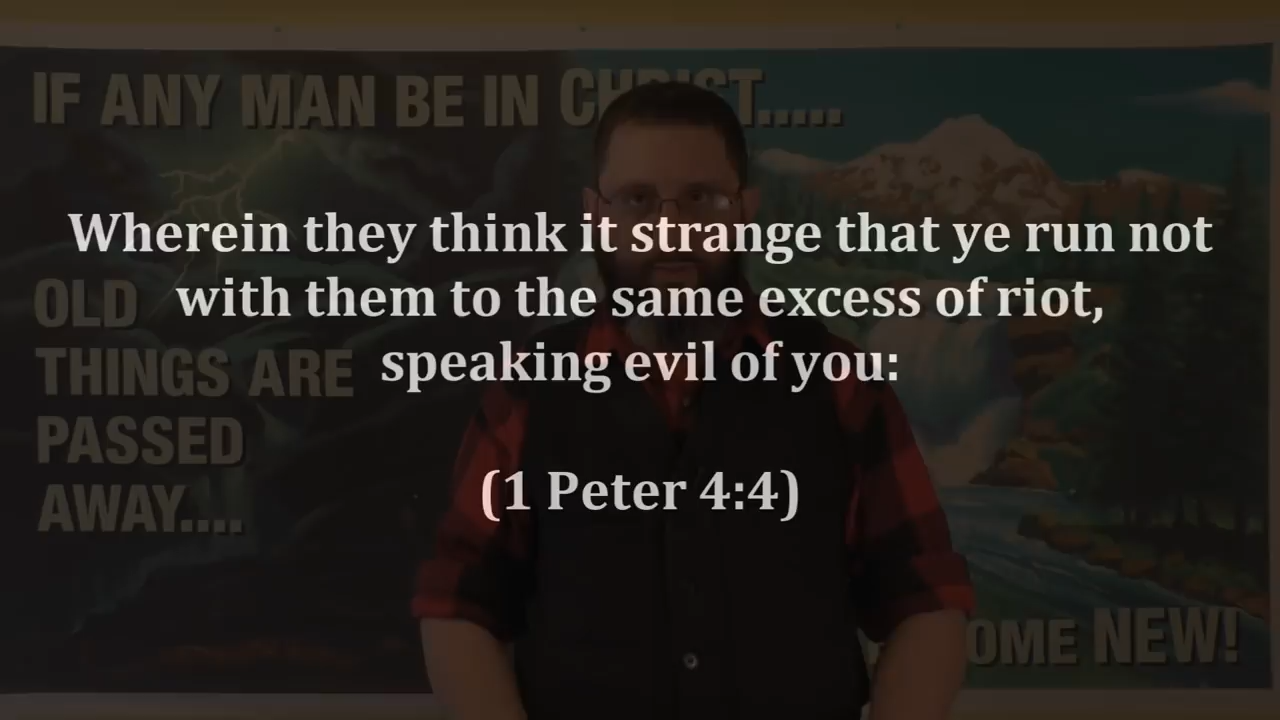 IF ANY MAN BE IN CHRIST.....
Wherein they think it strange that ye run not
with them to the same excess of riot,
speaking evil of you:
(1 Peter 4:4)
OLD
THINGS ARE
PASSED
AWAY....
NEW!